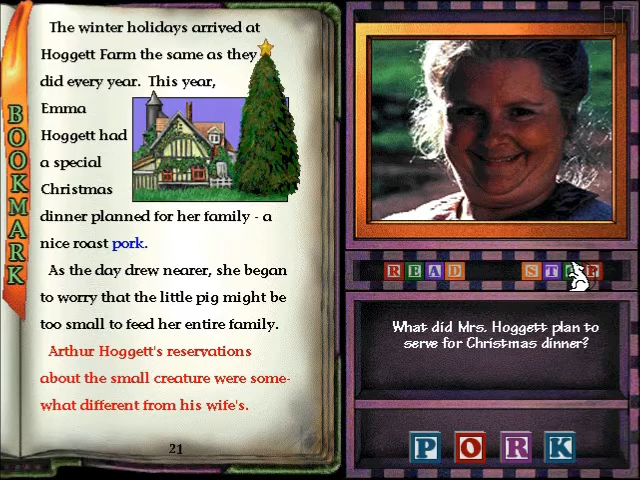 The winter holidays arrived at
Hoggett Farm the same as they
did every year. This year,
Emma
Hoggett had
a special
Christmas
dinner planned for her family - a
nice roast pork.
As the day drew nearer, she began
to worry that the little pig might be
too small to feed her entire family.
Arthur Hoggett's reservations
about the small creature were some-
what different from his wife's.
21
BOOKMARK
READ
STOP
What did Mrs. Hoggett plan to
serve for Christmas dinner?
PORK